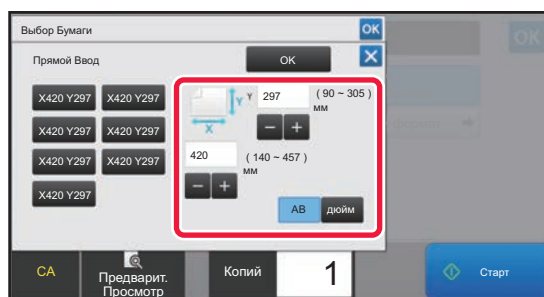 Выбор Бумаги
OK
OK
Прямой Ввод
OK
X420 Y297
X420 Y297
X420 Y297
X420 Y297
X420 Y297
X420 Y297
X420 Y297
Y
Y
297
( 90 ~ 305 )
мм
X
420
( 140 ~ 457 )
мм
AB
дюйм
CA
Предварит.
Просмотр
Копий
1
Старт